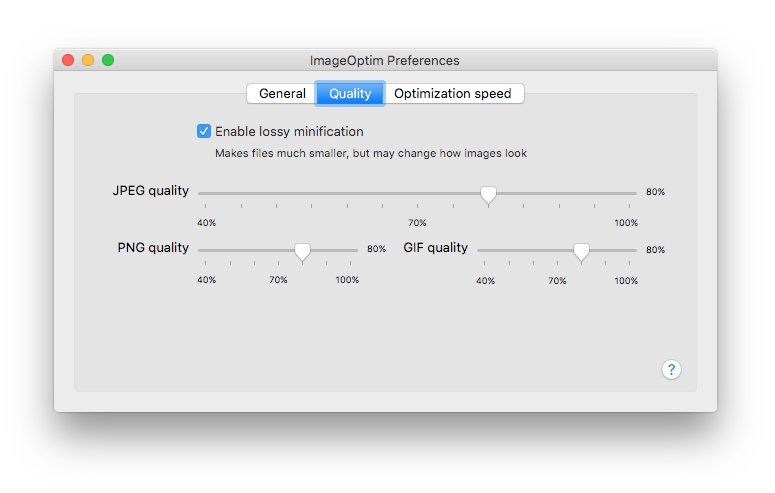 ImageOptim Preferences
General Quality Optimization speed
Enable lossy minification
Makes files much smaller, but may change how images look
JPEG quality 80%
40% 70% 100%
PNG quality 80% GIF quality 80%
40% 70% 100% 40% 70% 100%
?